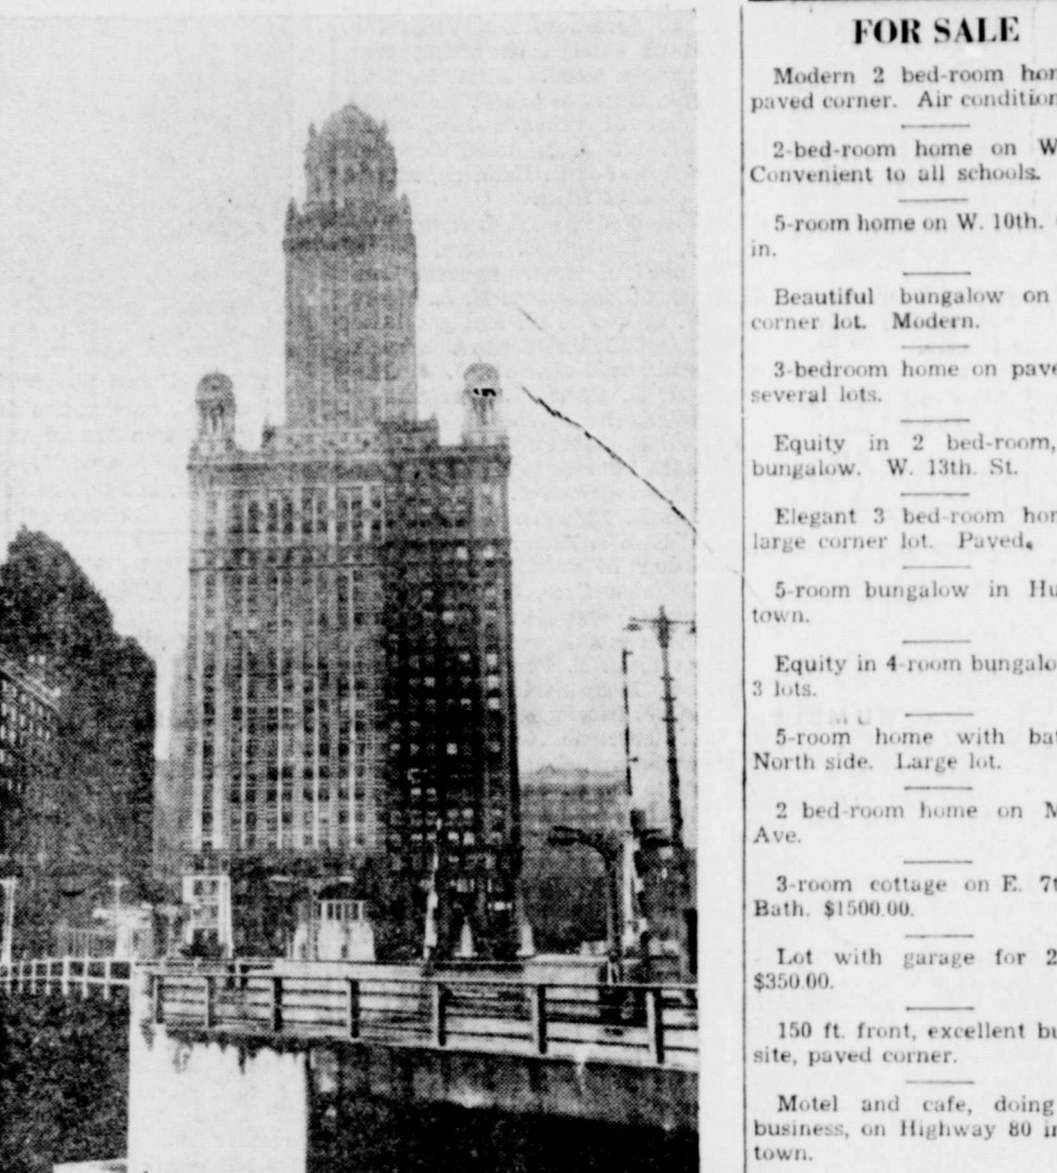 FOR SALE
Modern 2 bed-room
paved corner. Air
2-bed-room home on
Convenient to all schools.
5-room home on W. 10th.
in.
Beautiful bungalow on
corner lot. Modern.
3-bedroom home on
several lots.
Equity in 2 bed-room,
bungalow. W. 13th. St.
Elegant 3 bed-room
large corner lot. Paved.
5-room bungalow in
town.
Equity in 4-room
3 lots.
5-room home with
North side. Large lot.
2 bed-room home on
Ave.
3-room cottage on E.
Bath. $1500.00.
Lot with garage for
$350.00.
150 ft. front, excellent
site, paved corner.
Motel and cafe, doing
business, on Highway 80
town.